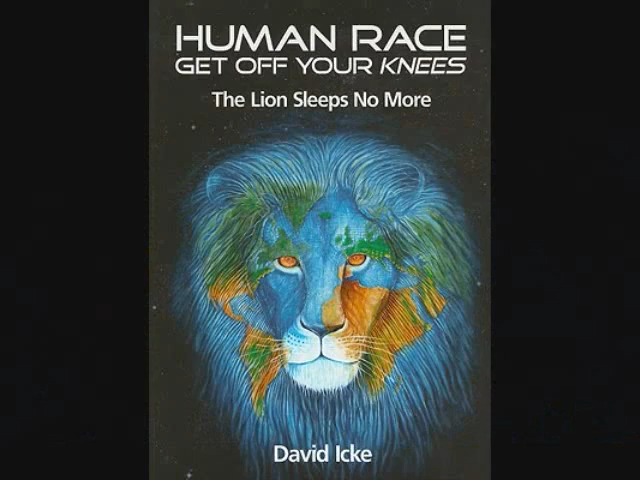 HUMAN RACE
GET OFF YOUR KNEES
The Lion Sleeps No More
David Icke